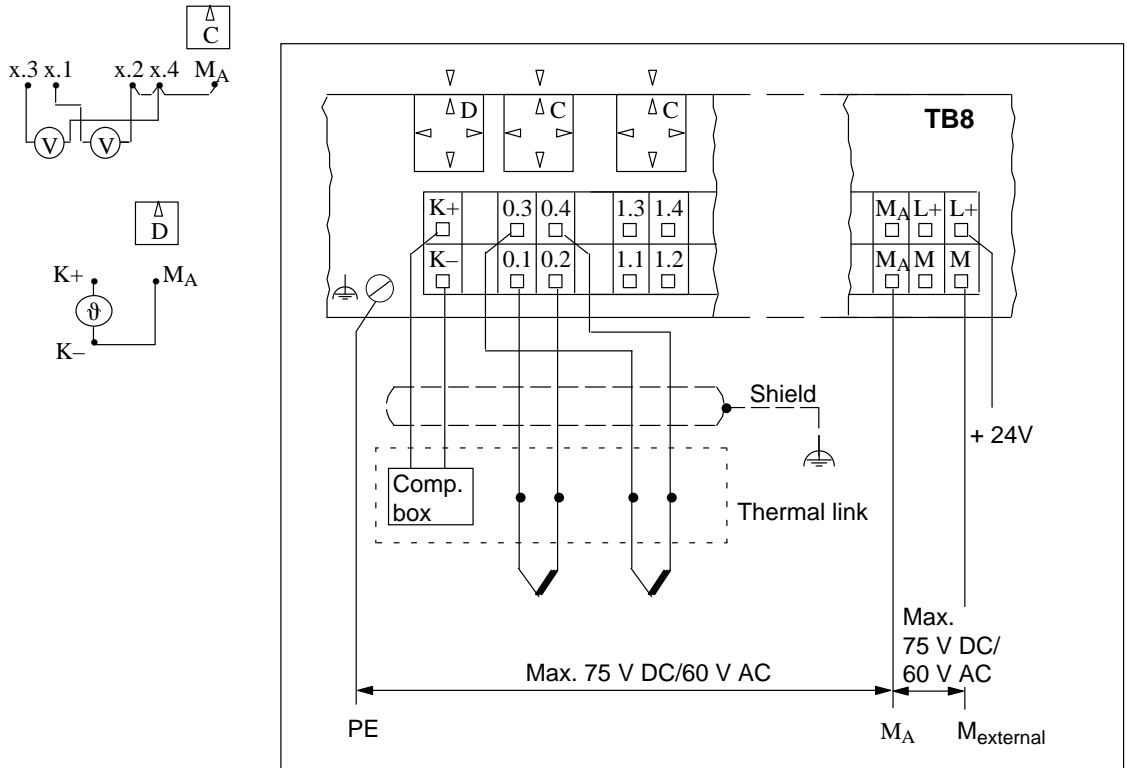 C
x.3 x.1 x.2 x.4 MA
V V
D
K+ MA
ϑ
K–
D C C
TB8
K+ 0.3 0.4 1.3 1.4 MA L+ L+
K– 0.1 0.2 1.1 1.2 MA M M
Shield
+ 24V
Comp.
box
Thermal link
Max.
75 V DC/
60 V AC
Max. 75 V DC/60 V AC
PE MA Mexternal